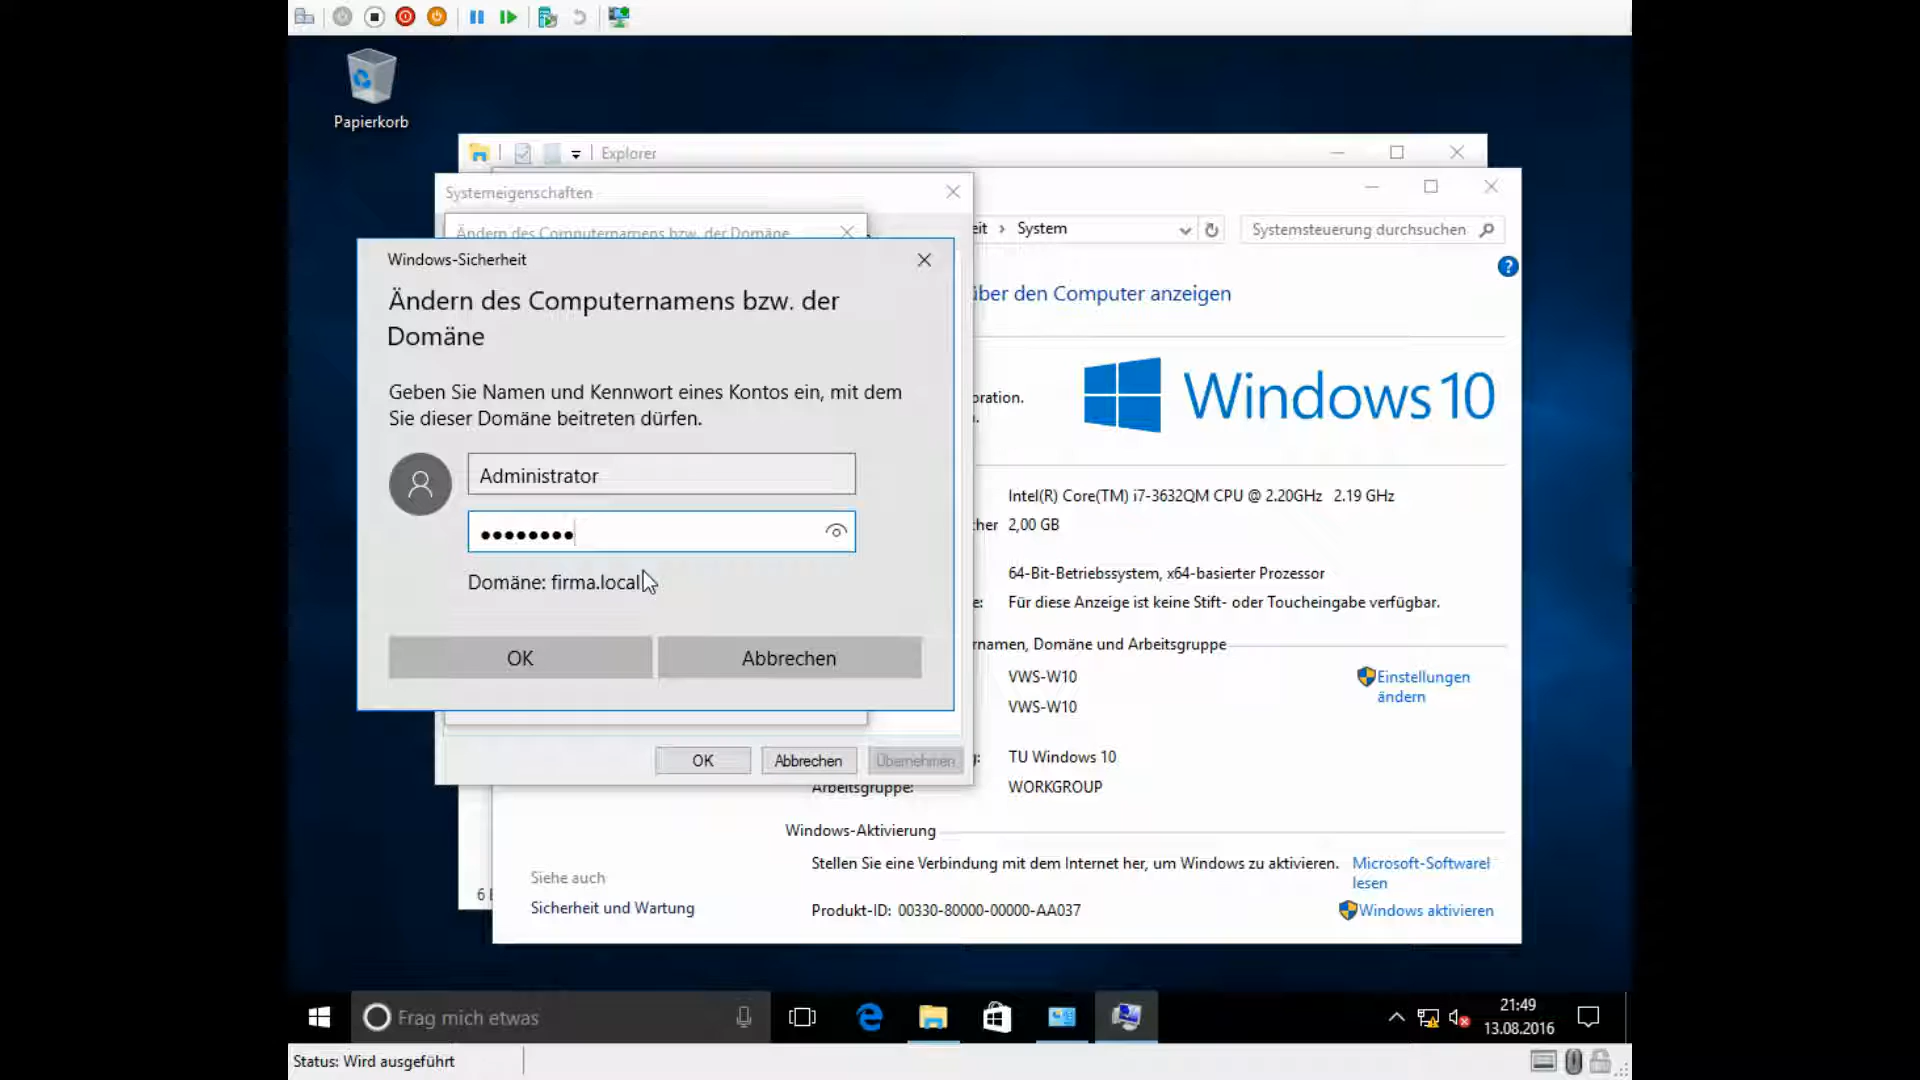 Papierkorb
Explorer
Systemeigenschaften
Ändern des Computernamens bzw. der Domäne
Windows-Sicherheit
Ändern des Computernamens bzw. der
Domäne
Geben Sie Namen und Kennwort eines Kontos ein, mit dem
Sie dieser Domäne beitreten dürfen.
Administrator
●●●●●●●●
Domäne: firma.local
OK
Abbrechen
OK
Abbrechen
Übernehmen
System
Systemsteuerung durchsuchen
über den Computer anzeigen
Windows 10
Intel(R) Core(TM) i7-3632QM CPU @ 2.20GHz 2.19 GHz
2,00 GB
64-Bit-Betriebssystem, x64-basierter Prozessor
Für diese Anzeige ist keine Stift- oder Toucheingabe verfügbar.
Domäne und Arbeitsgruppe
VWS-W10
Einstellungen
ändern
VWS-W10
TU Windows 10
Arbeitsgruppe:
WORKGROUP
Windows-Aktivierung
Stellen Sie eine Verbindung mit dem Internet her, um Windows zu aktivieren.
Microsoft-Softwarel
lesen
Produkt-ID: 00330-80000-00000-AA037
Windows aktivieren
Siehe auch
Sicherheit und Wartung
Frag mich etwas
21:49
13.08.2016
Status: Wird ausgeführt